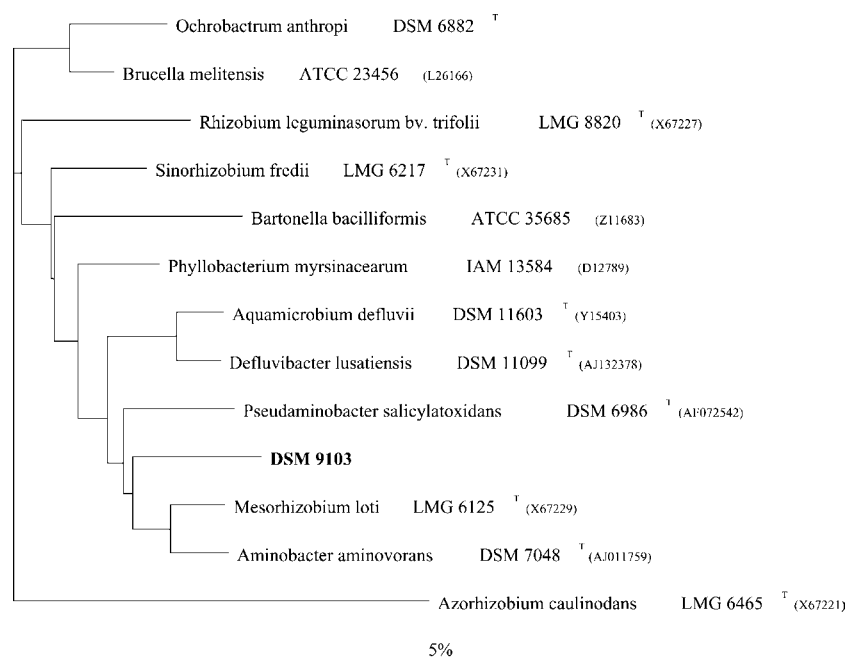 Ochrobactrum anthropi DSM 6882 T
Brucella melitensis ATCC 23456 (L26166)
Rhizobium leguminasorum bv. trifolii LMG 8820 T (X67227)
Sinorhizobium fredii LMG 6217 T (X67231)
Bartonella bacilliformis ATCC 35685 (Z11683)
Phyllobacterium myrsinacearum IAM 13584 (D12789)
Aquamicrobium defluvii DSM 11603 T (Y15403)
Defluvibacter lusatiensis DSM 11099 T (AJ132378)
Pseudaminobacter salicylatoxidans DSM 6986 T (AF072542)
DSM 9103
Mesorhizobium loti LMG 6125 T (X67229)
Aminobacter aminovorans DSM 7048 T (AJ011759)
Azorhizobium caulinodans LMG 6465 T (X67221)
5%